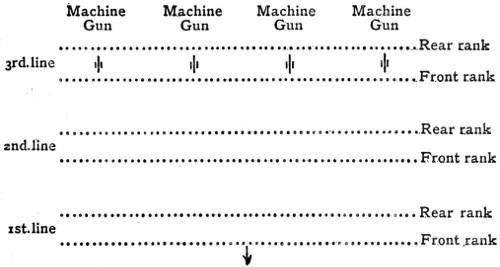 Machine Machine Machine Machine
Gun Gun Gun Gun
Rear rank
3rd.line
Front rank
Rear rank
2nd.line
Front rank
Rear rank
1st.line
Front.rank